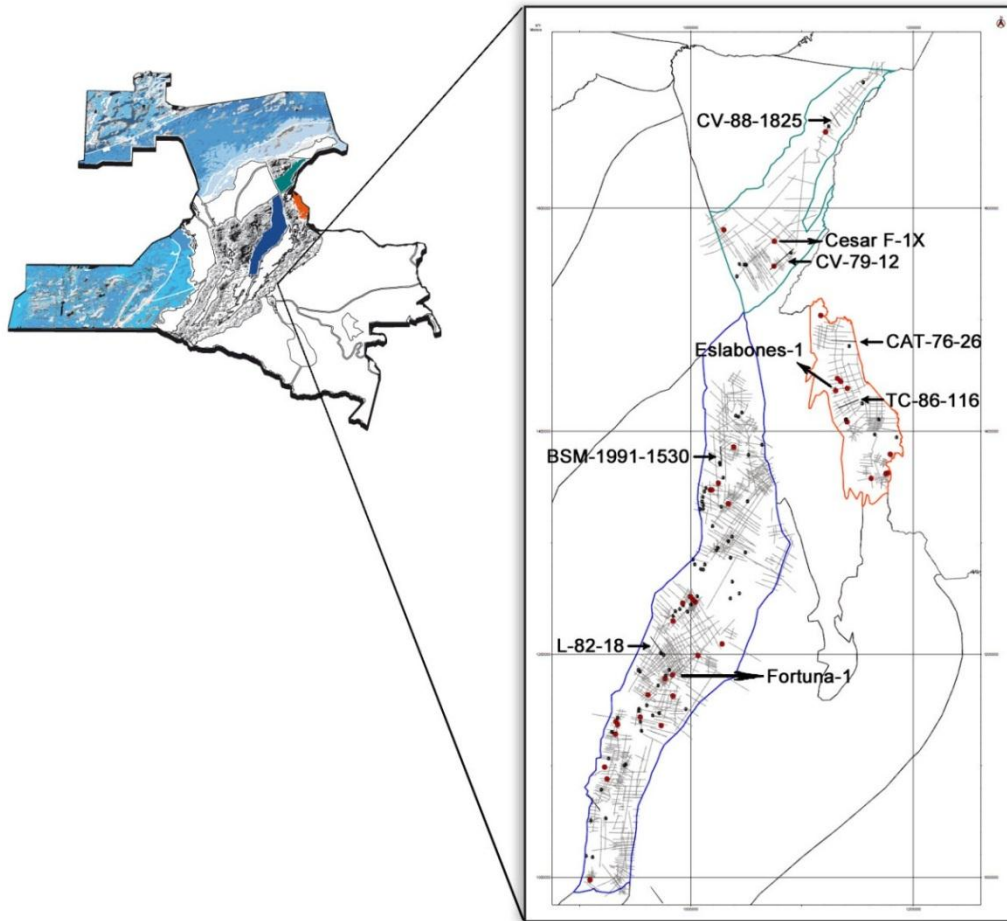 CV-88-1825
Cesar F-1X
CV-79-12
CAT-76-26
Eslabones-1
TC-86-116
BSM-1991-1530
L-82-18
Fortuna-1